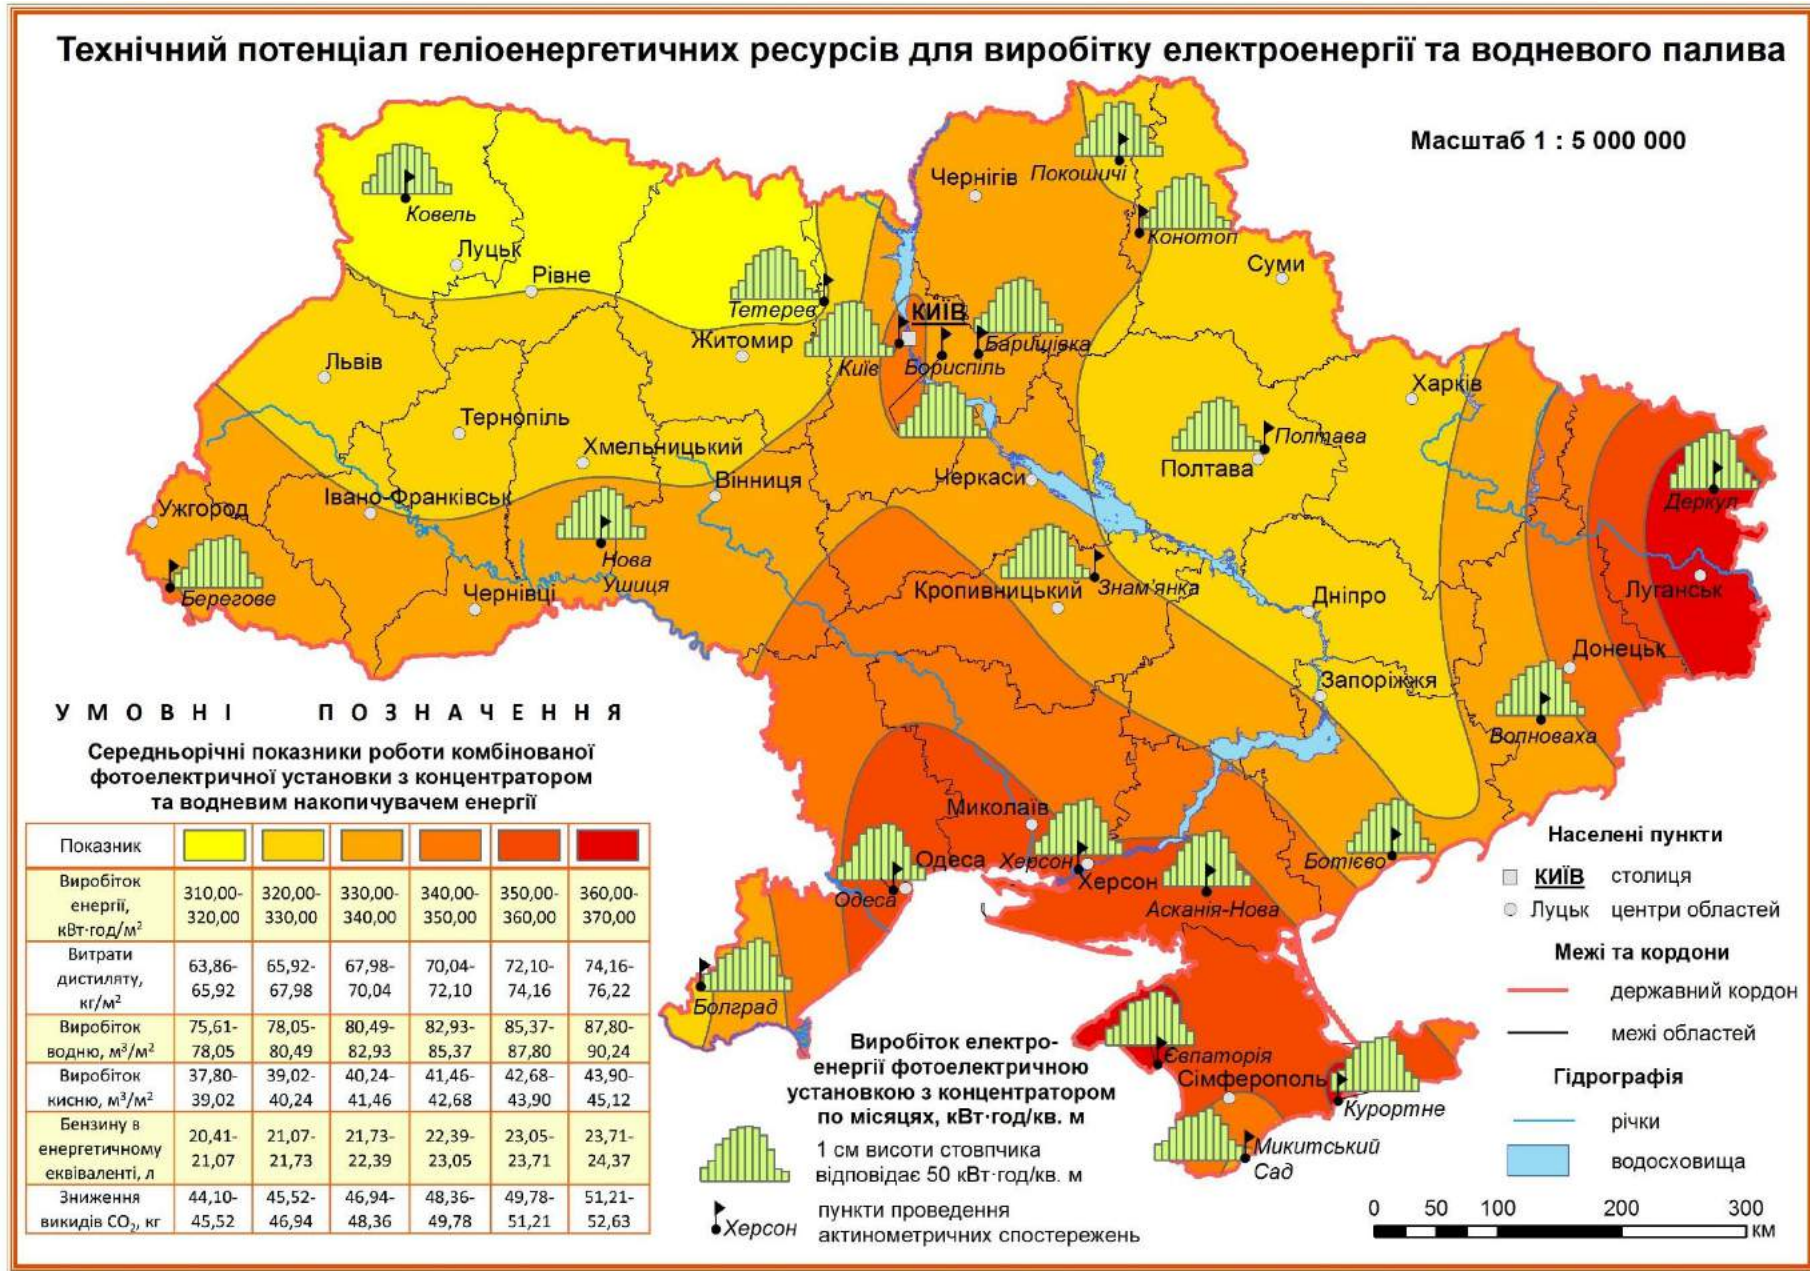 Технічний потенціал геліоенергетичних ресурсів для виробітку електроенергії та водневого палива
Масштаб 1 : 5 000 000
Ковель
Луцьк
Рівне
Тетерев
Житомир
Чернігів
Покошичі
Конотоп
Суми
КИЇВ
Київ
Бориспіль
Баришівка
Львів
Тернопіль
Хмельницький
Вінниця
Черкаси
Полтава
Полтава
Харків
Деркул
Луганськ
Ужгород
Івано-Франківськ
Берегове
Чернівці
Нова
Ушиця
Кропивницький
Знам'янка
Дніпро
Запоріжжя
Донецьк
Волноваха
Миколаїв
Одеса
Одеса
Херсон
Херсон
Асканія-Нова
Ботієво
Болград
Євпаторія
Сімферополь
Курортне
Микитський
Сад
УМОВНІ ПОЗНАЧЕННЯ
Середньорічні показники роботи комбінованої
фотоелектричної установки з концентратором
та водневим накопичувачем енергії
Показник
Виробіток енергії, кВт·год/м² 310,00-320,00 320,00-330,00 330,00-340,00 340,00-350,00 350,00-360,00 360,00-370,00
Витрати дистиляту, кг/м² 63,86-65,92 65,92-67,98 67,98-70,04 70,04-72,10 72,10-74,16 74,16-76,22
Виробіток водню, м³/м² 75,61-78,05 78,05-80,49 80,49-82,93 82,93-85,37 85,37-87,80 87,80-90,24
Виробіток кисню, м³/м² 37,80-39,02 39,02-40,24 40,24-41,46 41,46-42,68 42,68-43,90 43,90-45,12
Бензину в енергетичному еквіваленті, л 20,41-21,07 21,07-21,73 21,73-22,39 22,39-23,05 23,05-23,71 23,71-24,37
Зниження викидів CO₂, кг 44,10-45,52 45,52-46,94 46,94-48,36 48,36-49,78 49,78-51,21 51,21-52,63
Виробіток електро-
енергії фотоелектричною
установкою з концентратором
по місяцях, кВт·год/кв. м
1 см висоти стовпчика
відповідає 50 кВт·год/кв. м
Херсон
пункти проведення
актинометричних спостережень
Населені пункти
КИЇВ столиця
Луцьк центри областей
Межі та кордони
державний кордон
межі областей
Гідрографія
річки
водосховища
0 50 100 200 300
км